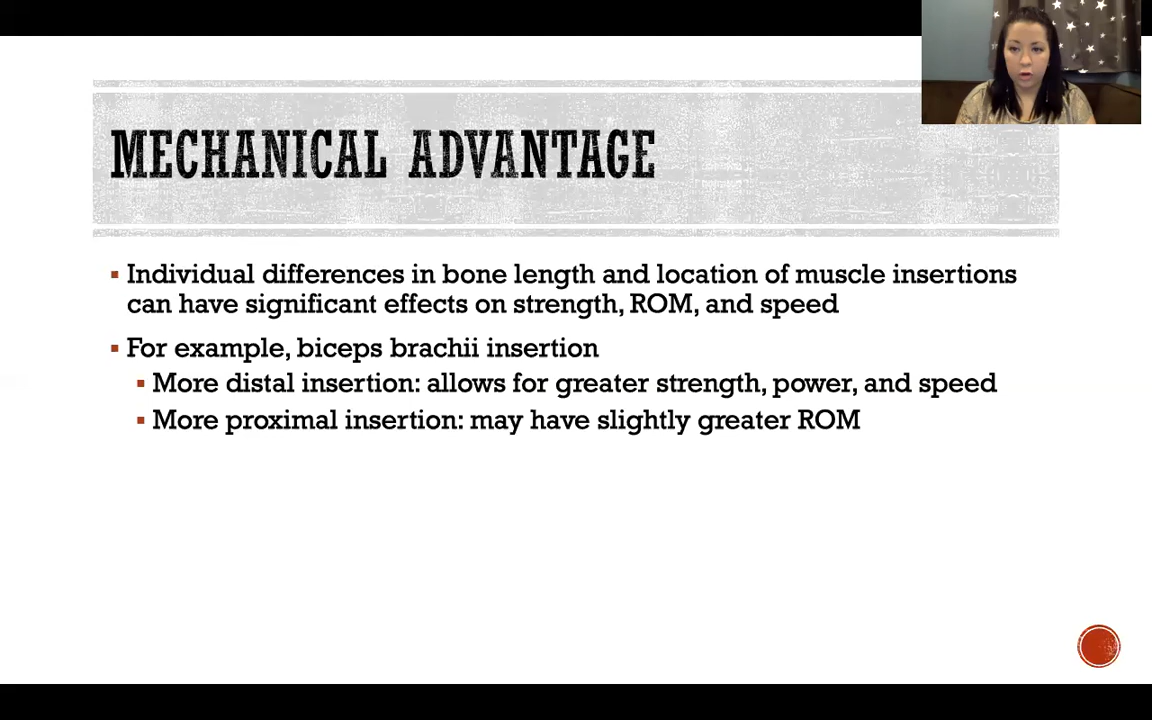 MECHANICAL ADVANTAGE
▪ Individual differences in bone length and location of muscle insertions
can have significant effects on strength, ROM, and speed
▪ For example, biceps brachii insertion
▪ More distal insertion: allows for greater strength, power, and speed
▪ More proximal insertion: may have slightly greater ROM